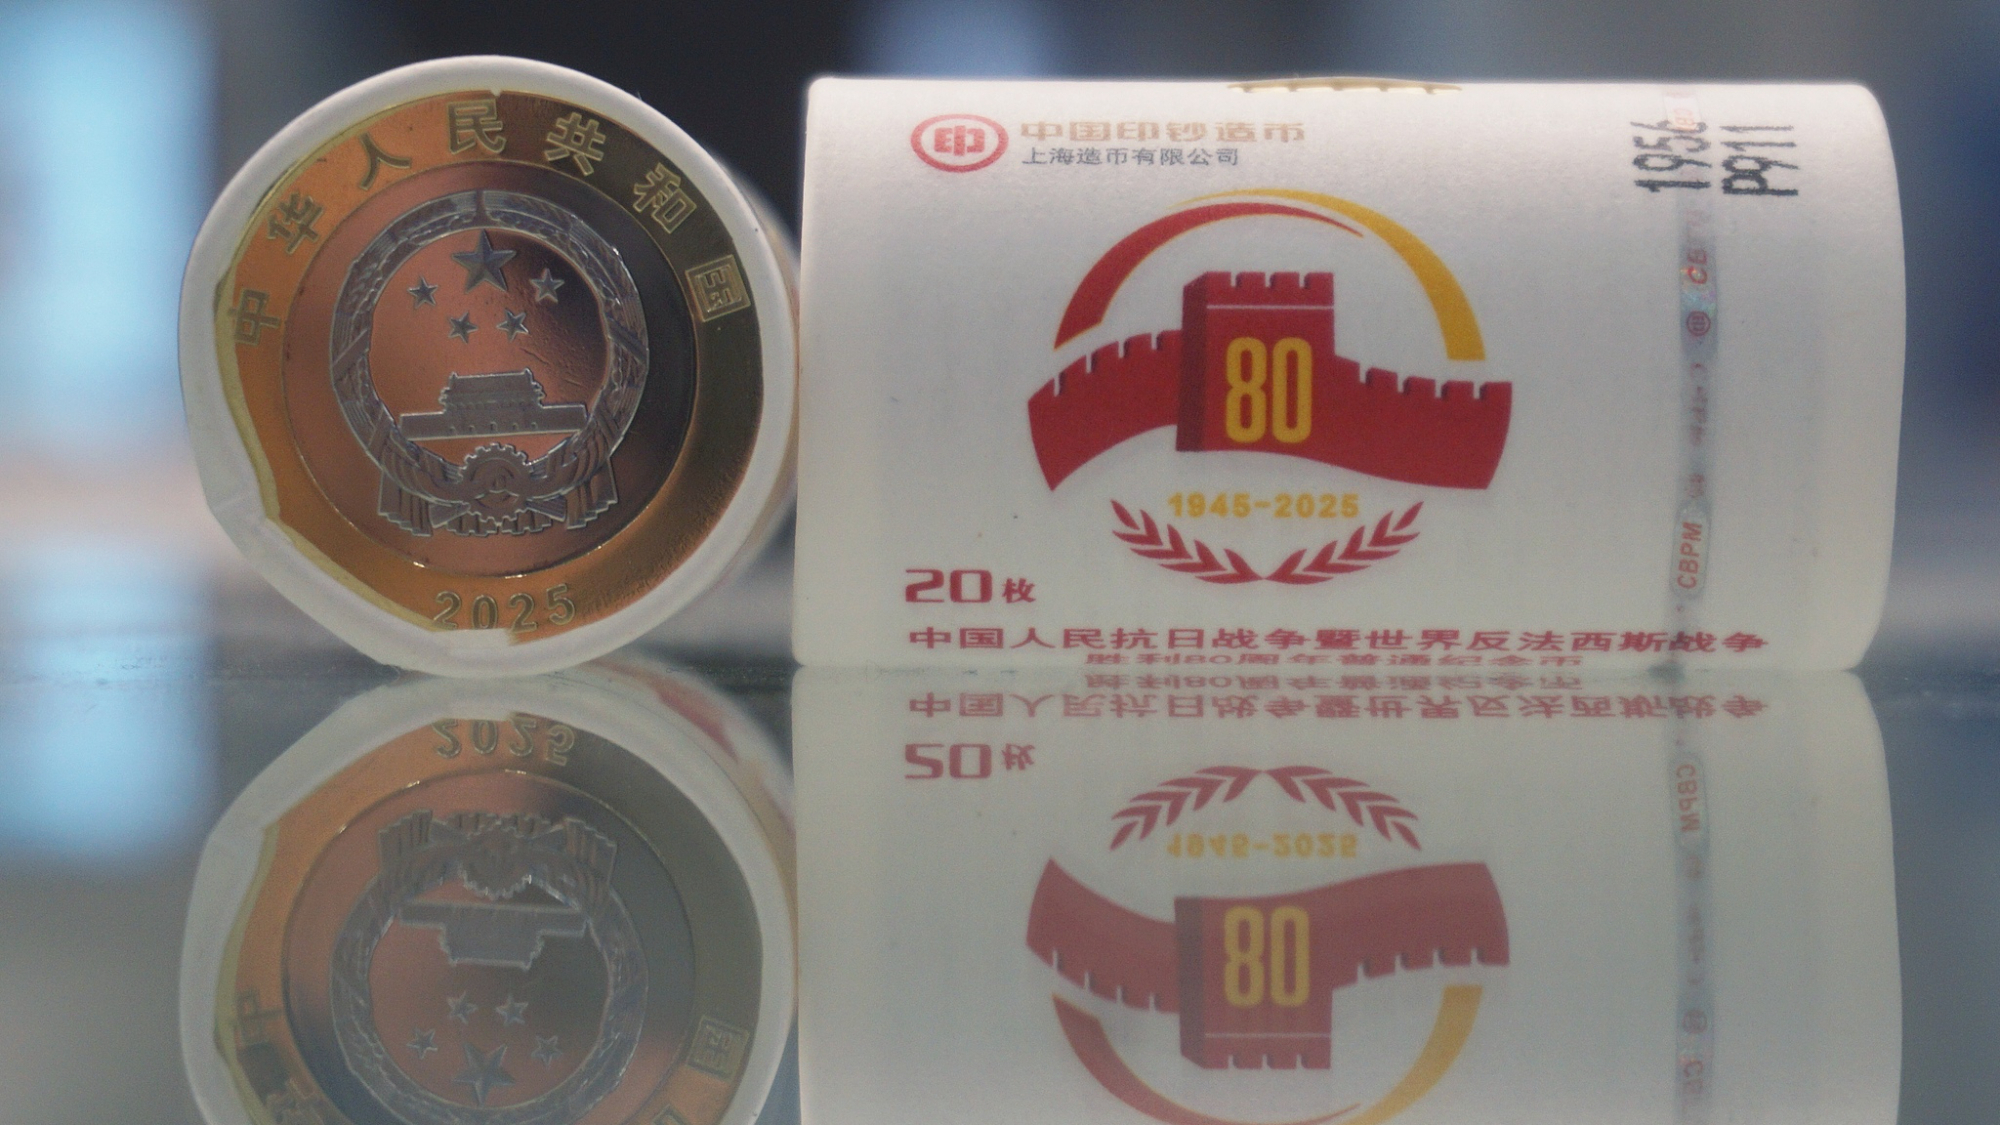 中华人民共和国
2025
印
中国印钞造币
上海造币有限公司
1956
P911
80
1945-2025
20枚
中国人民抗日战争暨世界反法西斯战争
胜利80周年普通纪念币
CBPM